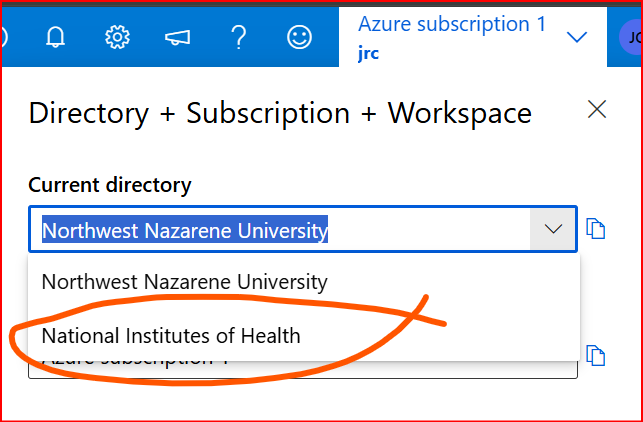 ?
Azure subscription 1
jrc
Directory + Subscription + Workspace
Current directory
Northwest Nazarene University
Northwest Nazarene University
National Institutes of Health
Azure subscription 1